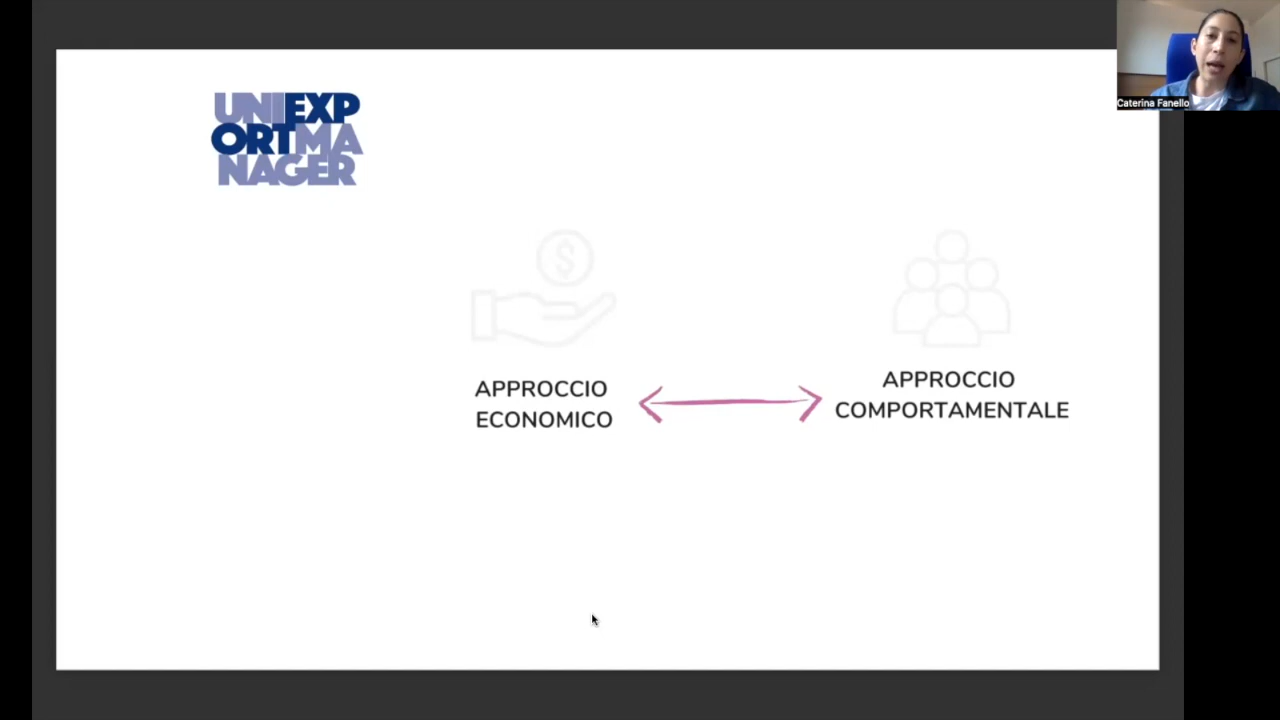 UNIEXP
ORTMA
NAGER
Caterina Fanello
$
APPROCCIO
ECONOMICO
APPROCCIO
COMPORTAMENTALE